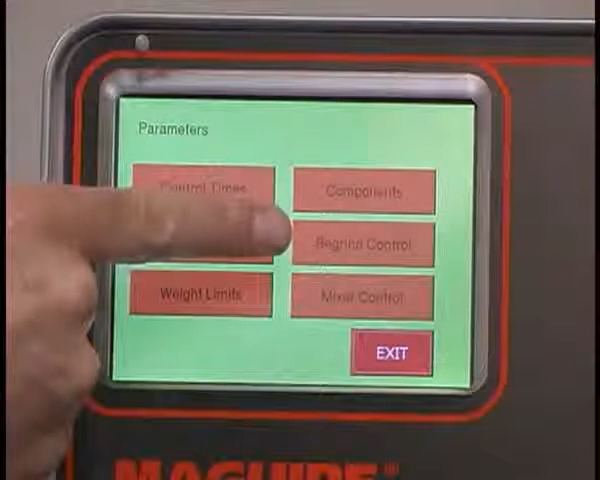 Parameters
Control Times
Components
Regrind Control
Weight Limits
Mixer Control
EXIT
MAGUIRE